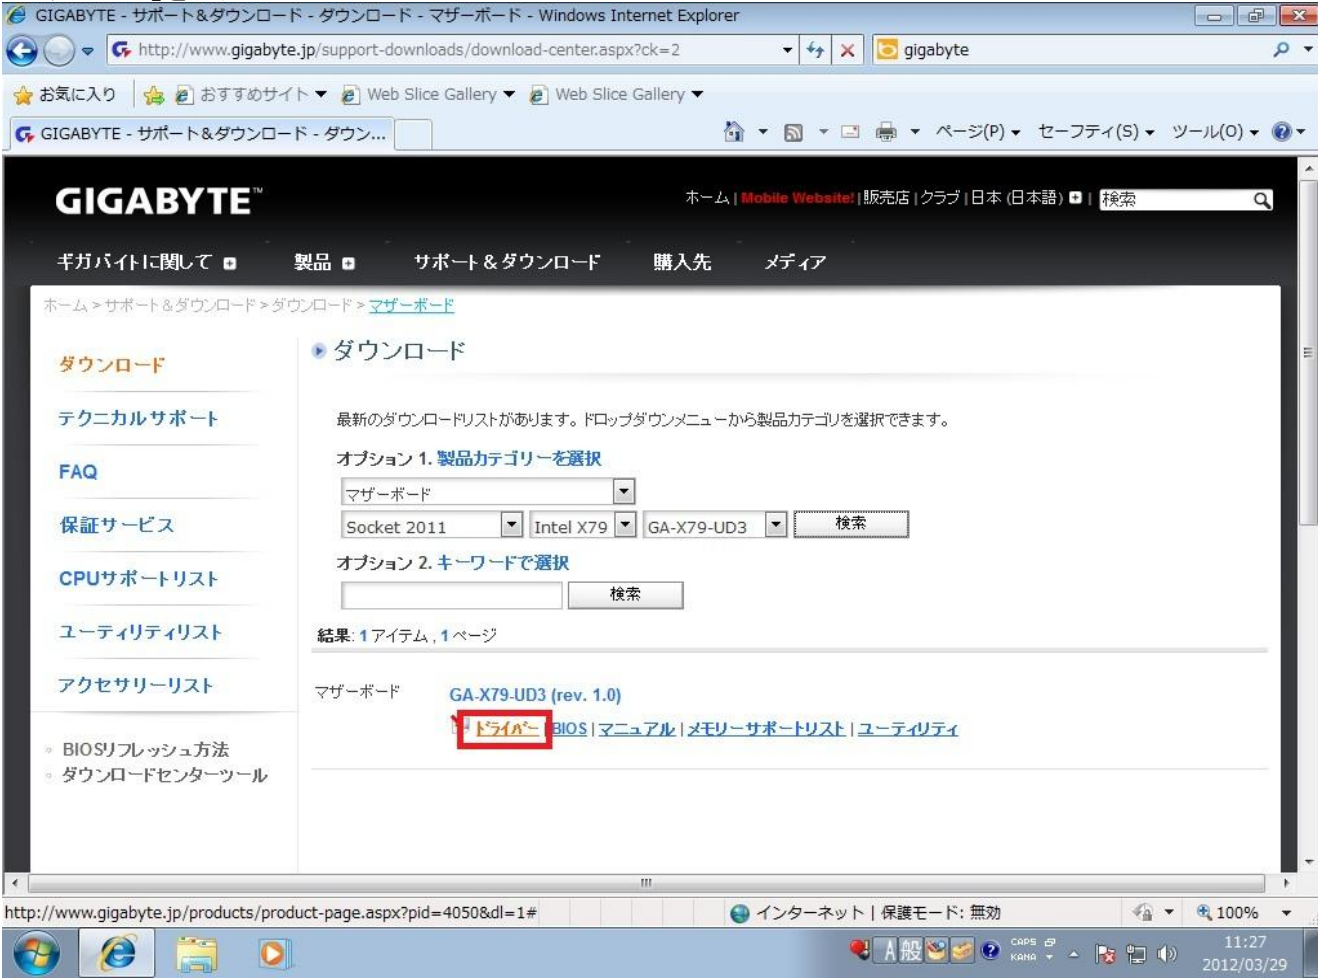 GIGABYTE - サポート&ダウンロード - ダウンロード - マザーボード - Windows Internet Explorer
http://www.gigabyte.jp/support-downloads/download-center.aspx?ck=2
gigabyte
お気に入り おすすめサイト Web Slice Gallery Web Slice Gallery
GIGABYTE - サポート&ダウンロード - ダウン...
ページ(P) セーフティ(S) ツール(O)
GIGABYTE™
ホーム | Mobile Website! | 販売店 | クラブ | 日本 (日本語) | 検索
ギガバイトに関して 製品 サポート&ダウンロード 購入先 メディア
ホーム > サポート&ダウンロード > ダウンロード > マザーボード
ダウンロード
テクニカルサポート
FAQ
保証サービス
CPUサポートリスト
ユーティリティリスト
アクセサリーリスト
BIOSリフレッシュ方法
ダウンロードセンターツール
ダウンロード
最新のダウンロードリストがあります。ドロップダウンメニューから製品カテゴリを選択できます。
オプション 1. 製品カテゴリーを選択
マザーボード
Socket 2011 Intel X79 GA-X79-UD3 検索
オプション 2. キーワードで選択
検索
結果: 1 アイテム , 1 ページ
マザーボード GA-X79-UD3 (rev. 1.0)
ドライバー | BIOS | マニュアル | メモリーサポートリスト | ユーティリティ
http://www.gigabyte.jp/products/product-page.aspx?pid=4050&dl=1#
インターネット | 保護モード: 無効
100%
A 般
CAPS
KANA
11:27
2012/03/29